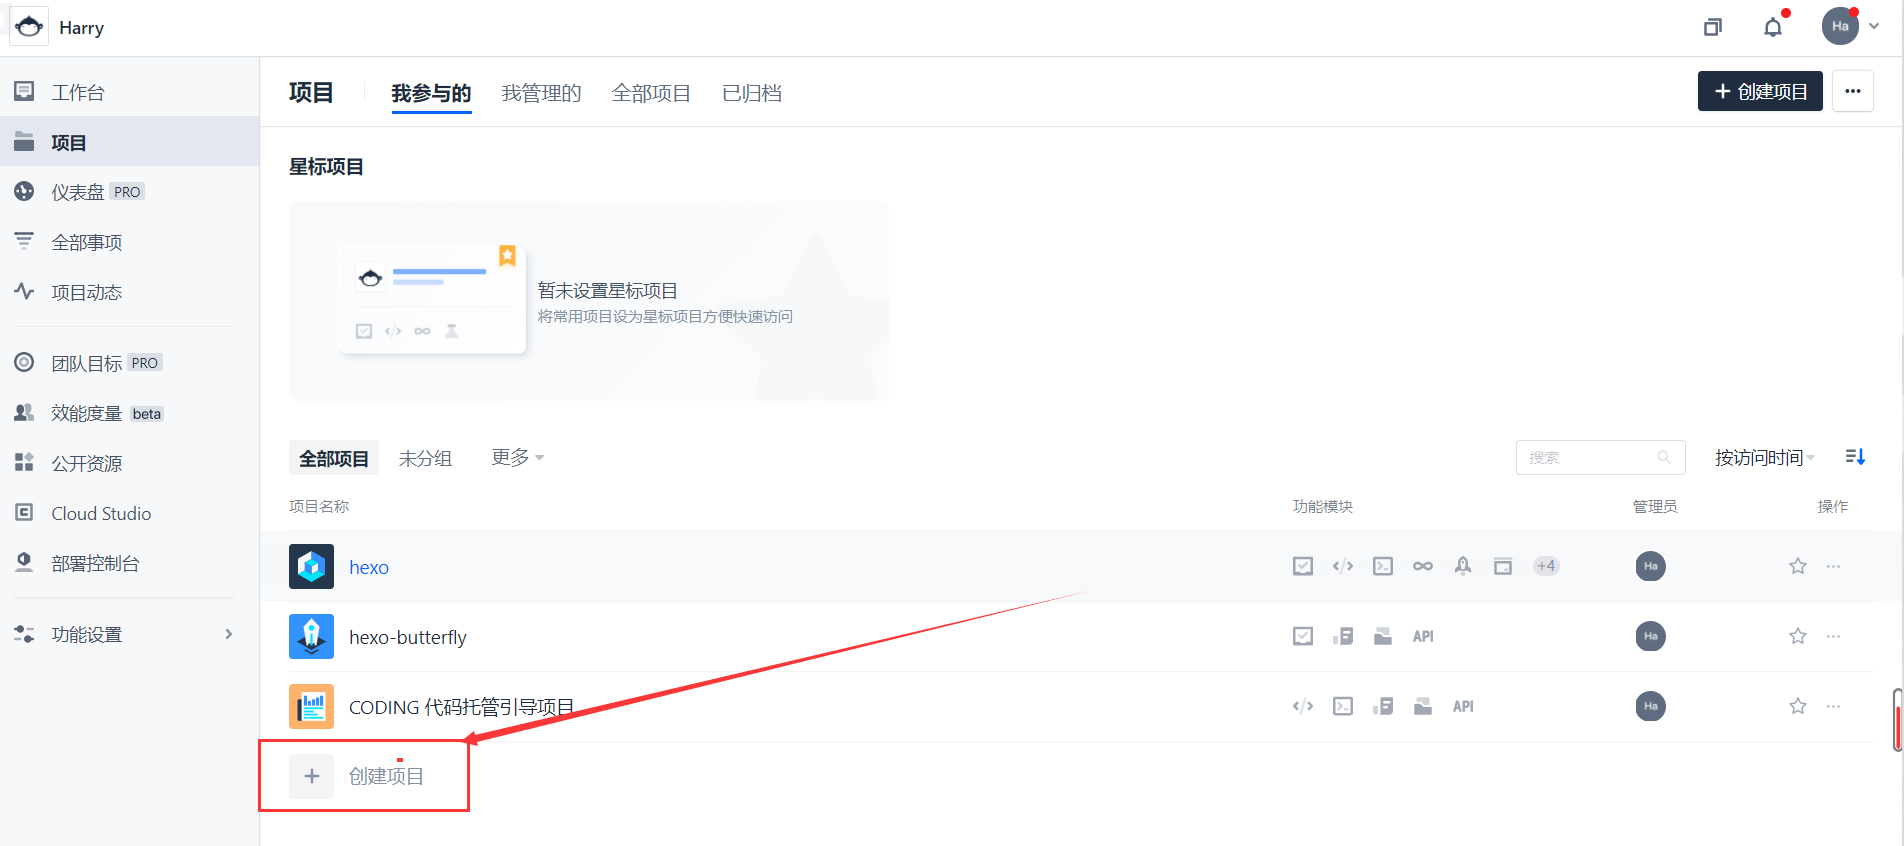 Harry
Ha
工作台
项目
仪表盘 PRO
全部事项
项目动态
团队目标 PRO
效能度量 beta
公开资源
Cloud Studio
部署控制台
功能设置
项目 我参与的 我管理的 全部项目 已归档
创建项目
星标项目
暂未设置星标项目
将常用项目设为星标项目方便快速访问
全部项目 未分组 更多
搜索 按访问时间
项目名称 功能模块 管理员 操作
hexo +4 Ha
hexo-butterfly API Ha
CODING 代码托管引导项目 API Ha
创建项目